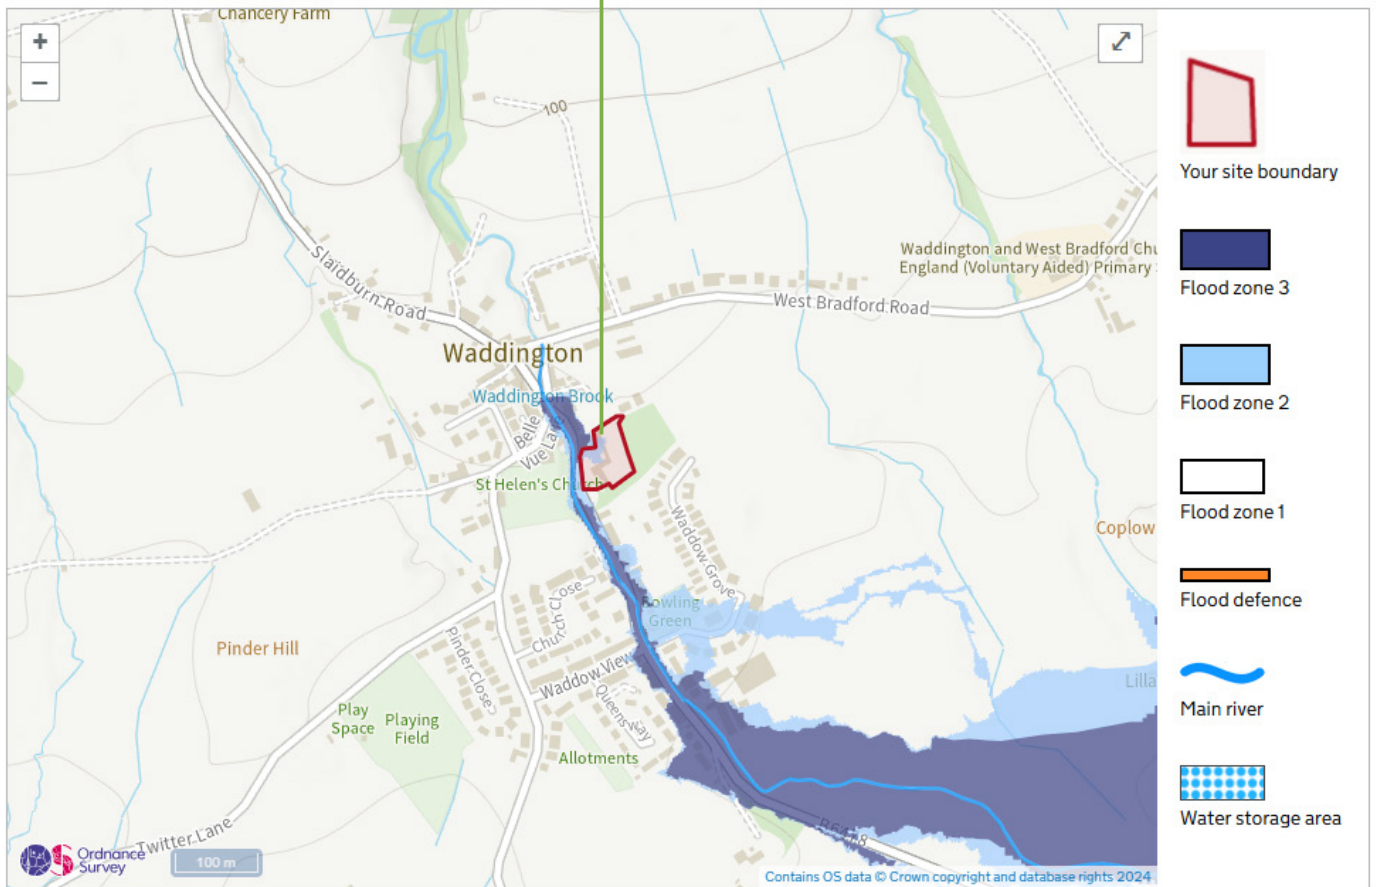 Chancery Farm
+
−
100
Slaidburn Road
Waddington and West Bradford Chu
England (Voluntary Aided) Primary
West Bradford Road
Waddington
Waddington Brook
Belle
Vue La
St Helen's Church
Waddow Grove
Coplow
Bowling
Green
Church Close
Pinder Hill
Pinder Close
Waddow View
Queens Way
Lilla
Play
Space
Playing
Field
Allotments
Twitter Lane
B6478
Ordnance
Survey
100 m
Contains OS data © Crown copyright and database rights 2024
Your site boundary
Flood zone 3
Flood zone 2
Flood zone 1
Flood defence
Main river
Water storage area